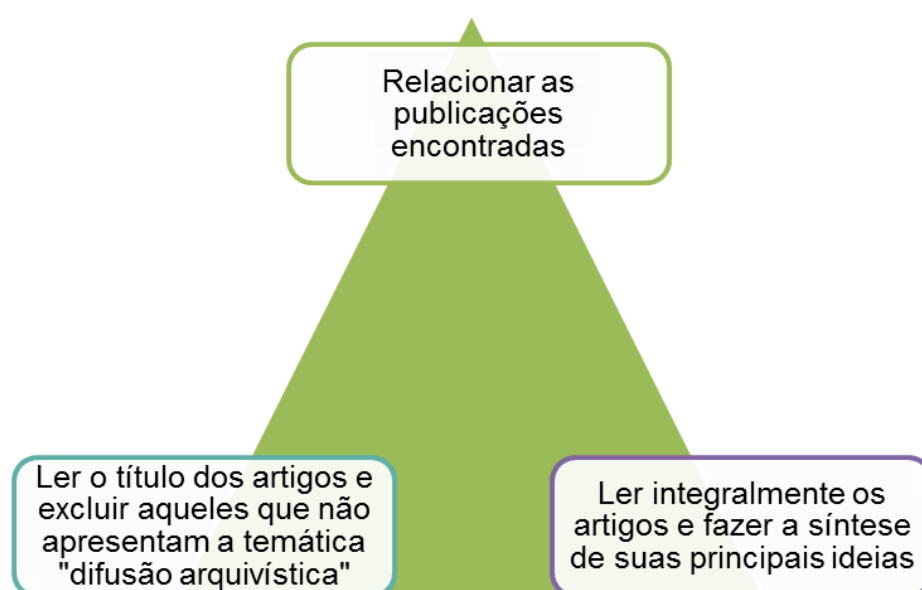 Relacionar as
publicações
encontradas
Ler o título dos artigos e
excluir aqueles que não
apresentam a temática
"difusão arquivística"
Ler integralmente os
artigos e fazer a síntese
de suas principais ideias